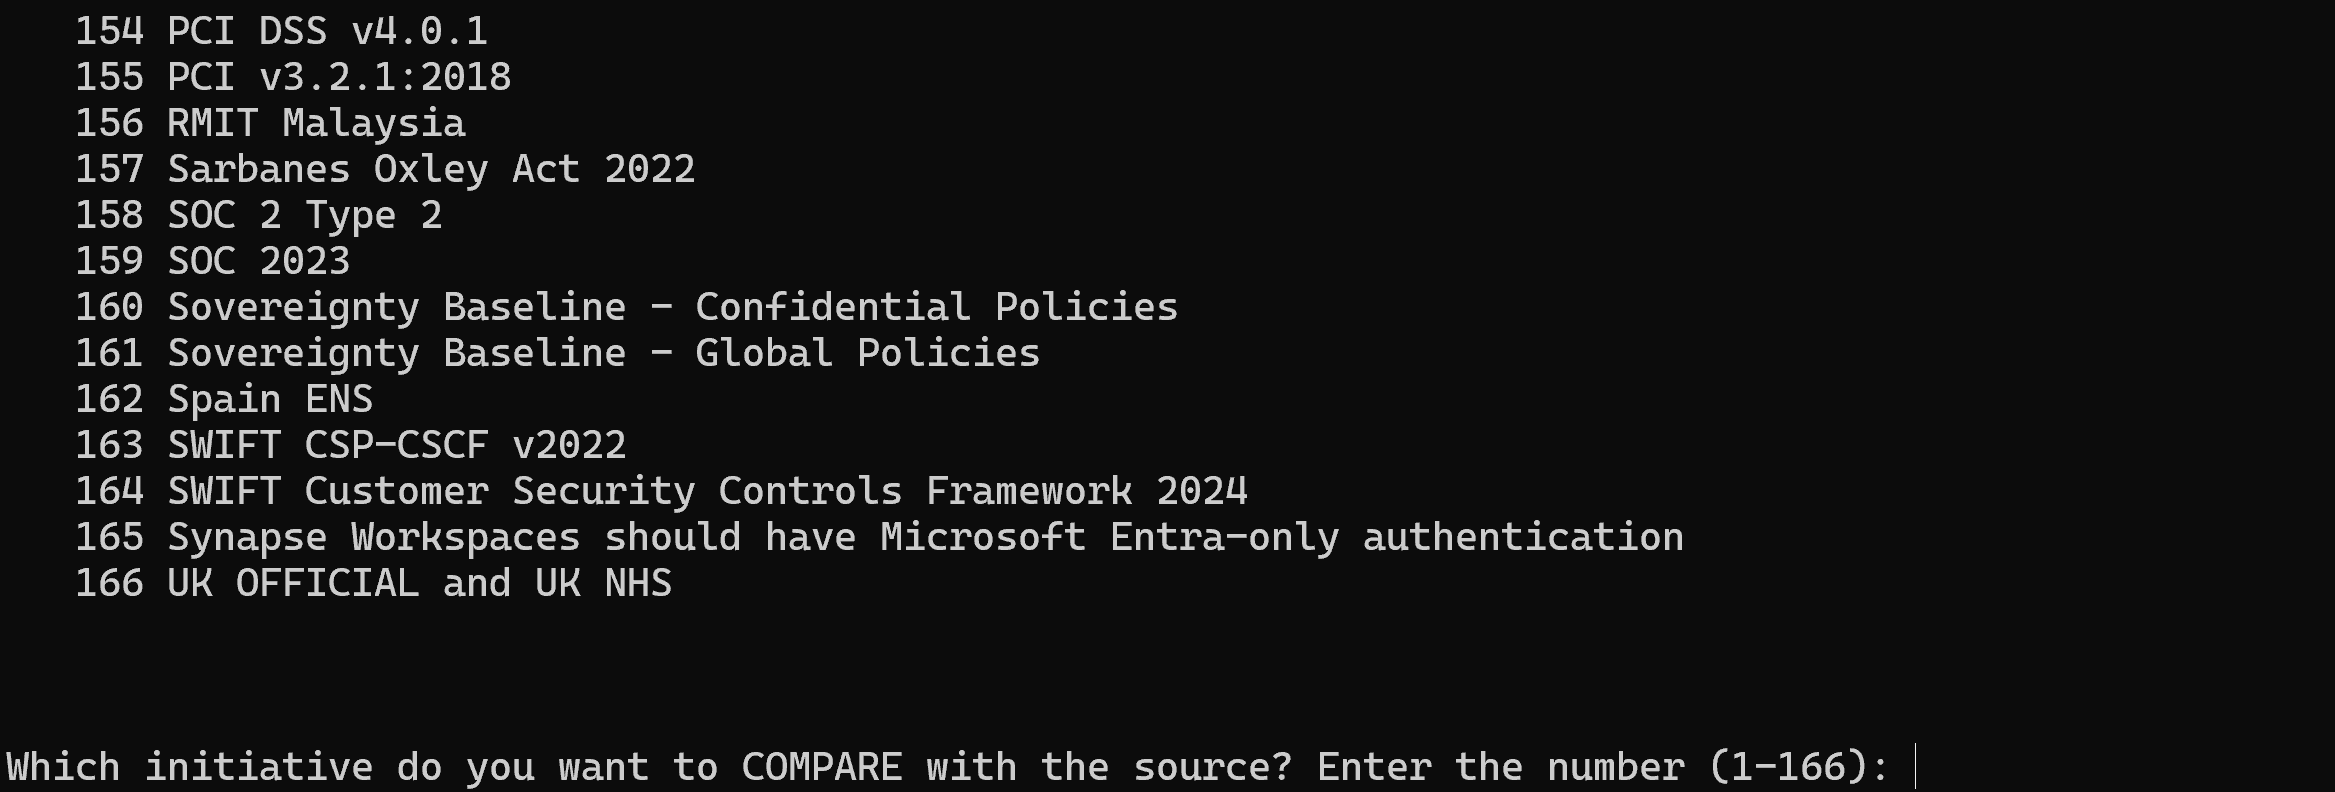 154 PCI DSS v4.0.1
155 PCI v3.2.1:2018
156 RMIT Malaysia
157 Sarbanes Oxley Act 2022
158 SOC 2 Type 2
159 SOC 2023
160 Sovereignty Baseline - Confidential Policies
161 Sovereignty Baseline - Global Policies
162 Spain ENS
163 SWIFT CSP-CSCF v2022
164 SWIFT Customer Security Controls Framework 2024
165 Synapse Workspaces should have Microsoft Entra-only authentication
166 UK OFFICIAL and UK NHS
Which initiative do you want to COMPARE with the source? Enter the number (1-166):